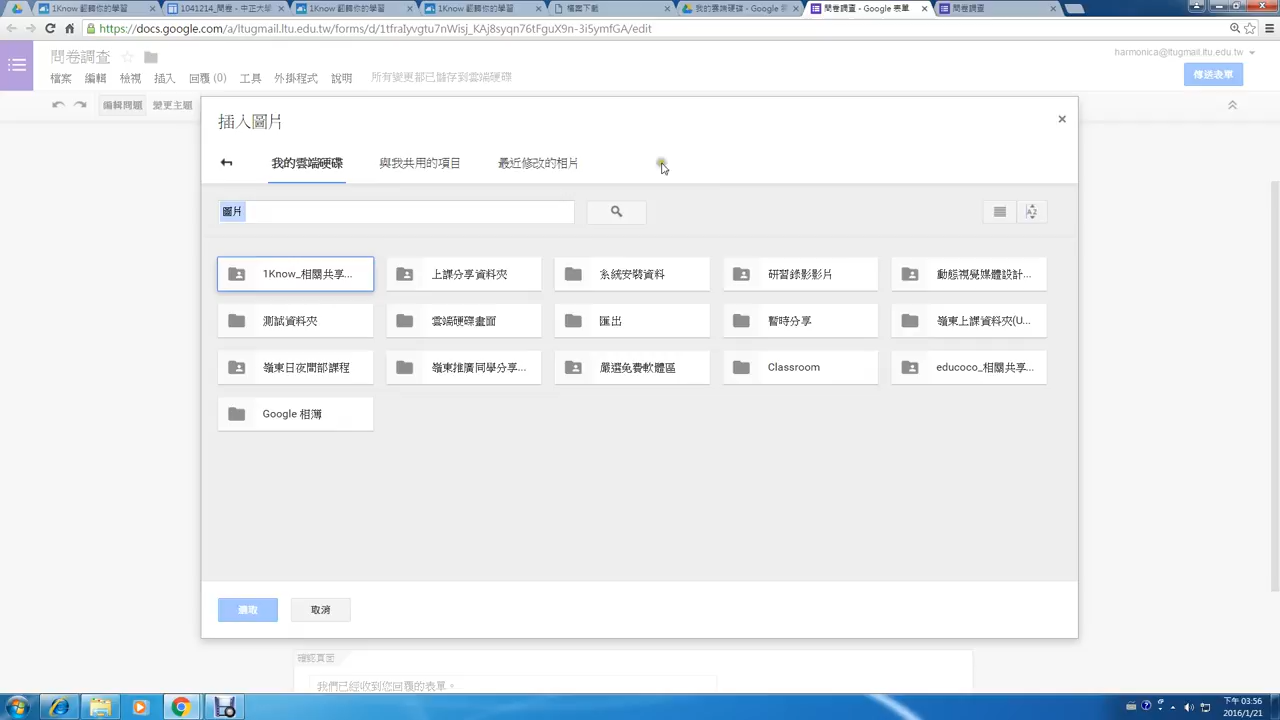 1Know 翻轉你的學習
1041214_問卷 - 中正大學
1Know 翻轉你的學習
1Know 翻轉你的學習
檔案下載
我的雲端硬碟 - Google 雲
問卷調查 - Google 表單
問卷調查
https://docs.google.com/a/ltugmail.ltu.edu.tw/forms/d/1tfraIyvgtu7nWisj_KAj8syqn76tFguX9n-3i5ymfGA/edit
問卷調查
harmonica@ltugmail.ltu.edu.tw
檔案 編輯 檢視 插入 回覆 (0) 工具 外掛程式 說明 所有變更都已儲存到雲端硬碟
傳送表單
編輯問題 變更主題
插入圖片
我的雲端硬碟 與我共用的項目 最近修改的相片
圖片
1Know_相關共享... 上課分享資料夾 系統安裝資料 研習錄影影片 動態視覺媒體設計...
測試資料夾 雲端硬碟畫面 匯出 暫時分享 嶺東上課資料夾(U...
嶺東日夜間部課程 嶺東推廣同學分享... 嚴選免費軟體區 Classroom educoco_相關共享...
Google 相簿
選取 取消
確認頁面
我們已經收到您回覆的表單。
下午 03:56
2016/1/21